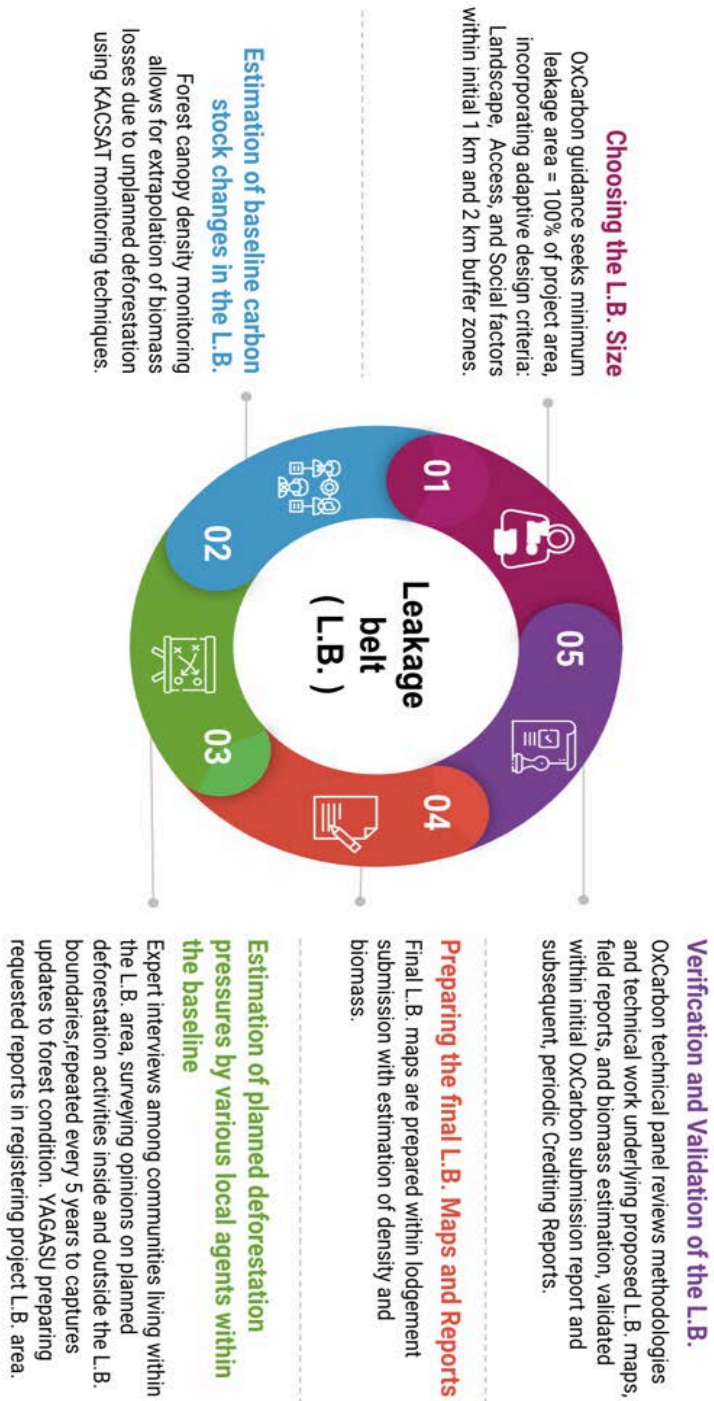 Choosing the L.B. Size
OxCarbon guidance seeks minimum
leakage area = 100% of project area,
incorporating adaptive design criteria:
Landscape, Access, and Social factors
within initial 1 km and 2 km buffer zones.
Estimation of baseline carbon
stock changes in the L.B.
Forest canopy density monitoring
allows for extrapolation of biomass
losses due to unplanned deforestation
using KACSAT monitoring techniques.
01
02
03
04
05
Leakage
belt
( L.B. )
Verification and Validation of the L.B.
OxCarbon technical panel reviews methodologies
and technical work underlying proposed L.B. maps,
field reports, and biomass estimation, validated
within initial OxCarbon submission report and
subsequent, periodic Crediting Reports.
Preparing the final L.B. Maps and Reports
Final L.B. maps are prepared within lodgement
submission with estimation of density and
biomass.
Estimation of planned deforestation
pressures by various local agents within
the baseline
Expert interviews among communities living within
the L.B. area, surveying opinions on planned
deforestation activities inside and outside the L.B.
boundaries,repeated every 5 years to captures
updates to forest condition. YAGASU preparing
requested reports in registering project L.B. area.